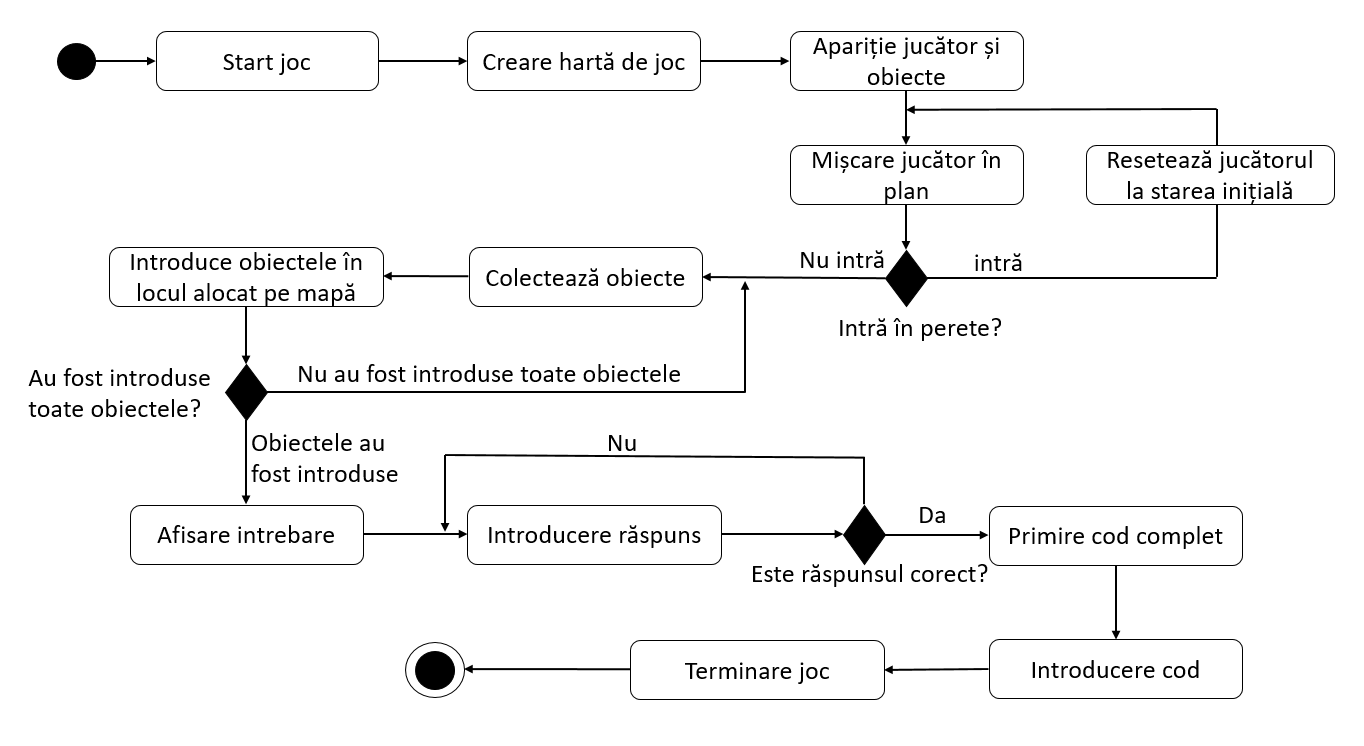 Start joc
Creare hartă de joc
Apariție jucător și
obiecte
Mișcare jucător în
plan
Resetează jucătorul
la starea inițială
Introduce obiectele în
locul alocat pe mapă
Colectează obiecte
Nu intră
intră
Intră în perete?
Au fost introduse
toate obiectele?
Nu au fost introduse toate obiectele
Obiectele au
fost introduse
Nu
Afisare intrebare
Introducere răspuns
Da
Este răspunsul corect?
Primire cod complet
Terminare joc
Introducere cod